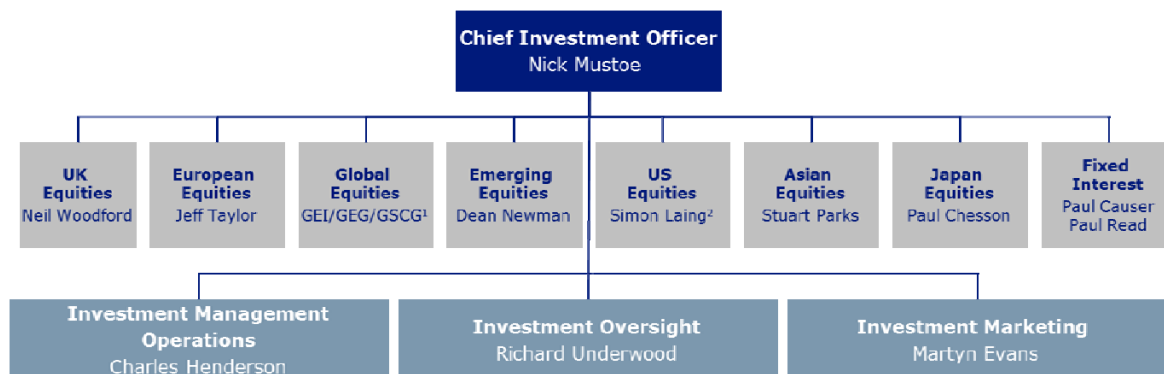 Chief Investment Officer
Nick Mustoe
UK
Equities
Neil Woodford
European
Equities
Jeff Taylor
Global
Equities
GEI/GEG/GSCG¹
Emerging
Equities
Dean Newman
US
Equities
Simon Laing²
Asian
Equities
Stuart Parks
Japan
Equities
Paul Chesson
Fixed
Interest
Paul Causer
Paul Read
Investment Management
Operations
Charles Henderson
Investment Oversight
Richard Underwood
Investment Marketing
Martyn Evans